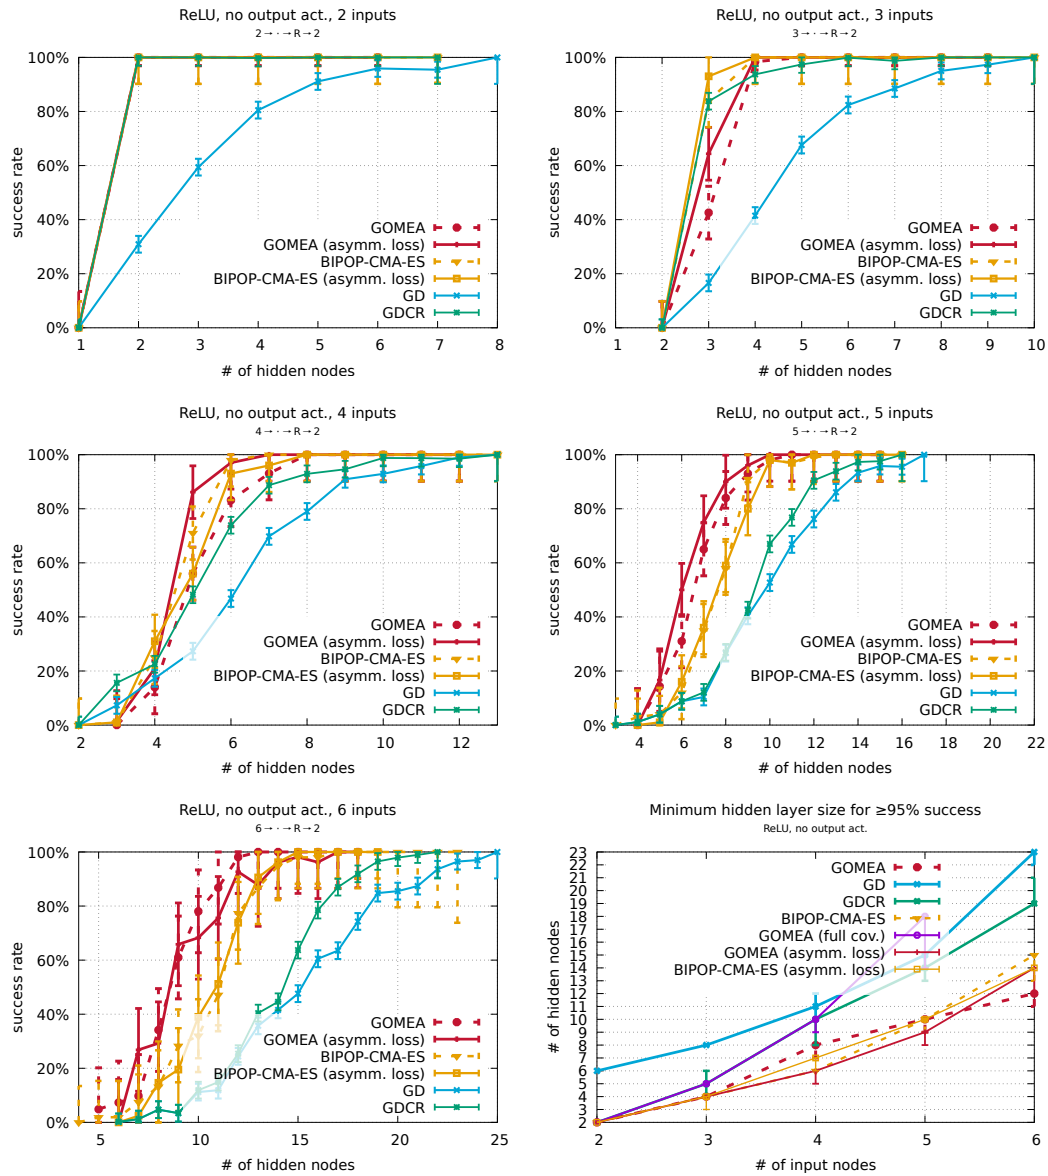 ReLU, no output act., 2 inputs
2→·→R→2
100%
80%
60%
40%
20%
0%
success rate
GOMEA
GOMEA (asymm. loss)
BIPOP-CMA-ES
BIPOP-CMA-ES (asymm. loss)
GD
GDCR
1 2 3 4 5 6 7 8
# of hidden nodes
ReLU, no output act., 3 inputs
3→·→R→2
100%
80%
60%
40%
20%
0%
success rate
GOMEA
GOMEA (asymm. loss)
BIPOP-CMA-ES
BIPOP-CMA-ES (asymm. loss)
GD
GDCR
1 2 3 4 5 6 7 8 9 10
# of hidden nodes
ReLU, no output act., 4 inputs
4→·→R→2
100%
80%
60%
40%
20%
0%
success rate
GOMEA
GOMEA (asymm. loss)
BIPOP-CMA-ES
BIPOP-CMA-ES (asymm. loss)
GD
GDCR
2 4 6 8 10 12
# of hidden nodes
ReLU, no output act., 5 inputs
5→·→R→2
100%
80%
60%
40%
20%
0%
success rate
GOMEA
GOMEA (asymm. loss)
BIPOP-CMA-ES
BIPOP-CMA-ES (asymm. loss)
GD
GDCR
4 6 8 10 12 14 16 17 18 20 22
# of hidden nodes
ReLU, no output act., 6 inputs
6→·→R→2
100%
80%
60%
40%
20%
0%
success rate
GOMEA
GOMEA (asymm. loss)
BIPOP-CMA-ES
BIPOP-CMA-ES (asymm. loss)
GD
GDCR
5 10 15 20 25
# of hidden nodes
Minimum hidden layer size for ≥95% success
ReLU, no output act.
23
22
21
20
19
18
17
16
15
14
13
12
11
10
9
8
7
6
5
4
3
2
# of hidden nodes
GOMEA
GD
GDCR
BIPOP-CMA-ES
GOMEA (full cov.)
GOMEA (asymm. loss)
BIPOP-CMA-ES (asymm. loss)
2 3 4 5 6
# of input nodes